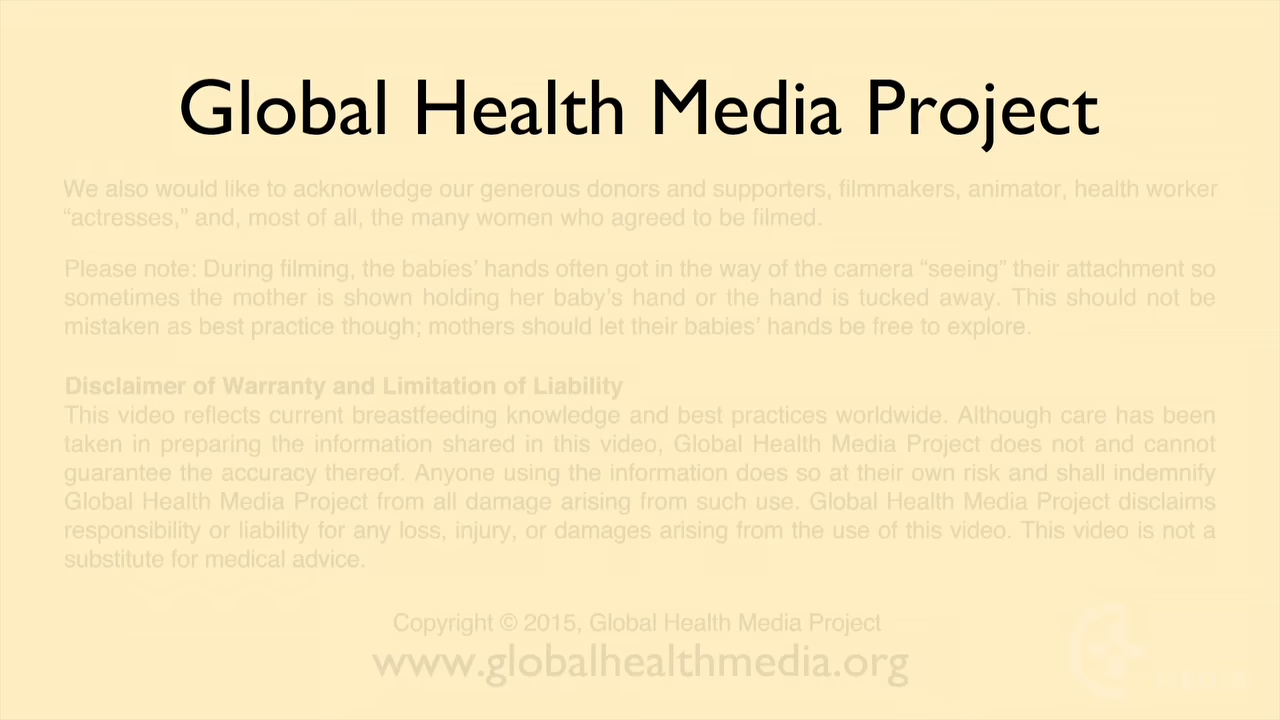 Global Health Media Project
We also would like to acknowledge our generous donors and supporters, filmmakers, animator, health worker
“actresses,” and, most of all, the many women who agreed to be filmed.
Please note: During filming, the babies’ hands often got in the way of the camera “seeing” their attachment so
sometimes the mother is shown holding her baby’s hand or the hand is tucked away. This should not be
mistaken as best practice though; mothers should let their babies’ hands be free to explore.
Disclaimer of Warranty and Limitation of Liability
This video reflects current breastfeeding knowledge and best practices worldwide. Although care has been
taken in preparing the information shared in this video, Global Health Media Project does not and cannot
guarantee the accuracy thereof. Anyone using the information does so at their own risk and shall indemnify
Global Health Media Project from all damage arising from such use. Global Health Media Project disclaims
responsibility or liability for any loss, injury, or damages arising from the use of this video. This video is not a
substitute for medical advice.
Copyright © 2015, Global Health Media Project
www.globalhealthmedia.org